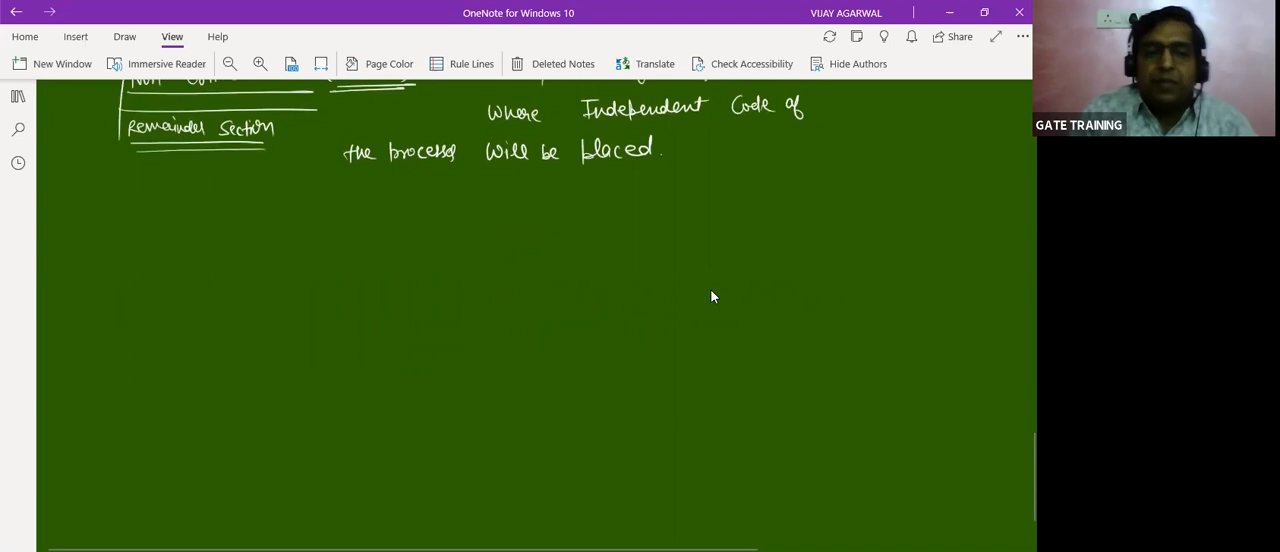 OneNote for Windows 10
VIJAY AGARWAL
Home Insert Draw View Help
Share
New Window Immersive Reader Page Color Rule Lines Deleted Notes Translate Check Accessibility Hide Authors
GATE TRAINING
where Independent Code of
Remainder Section
the process will be placed.